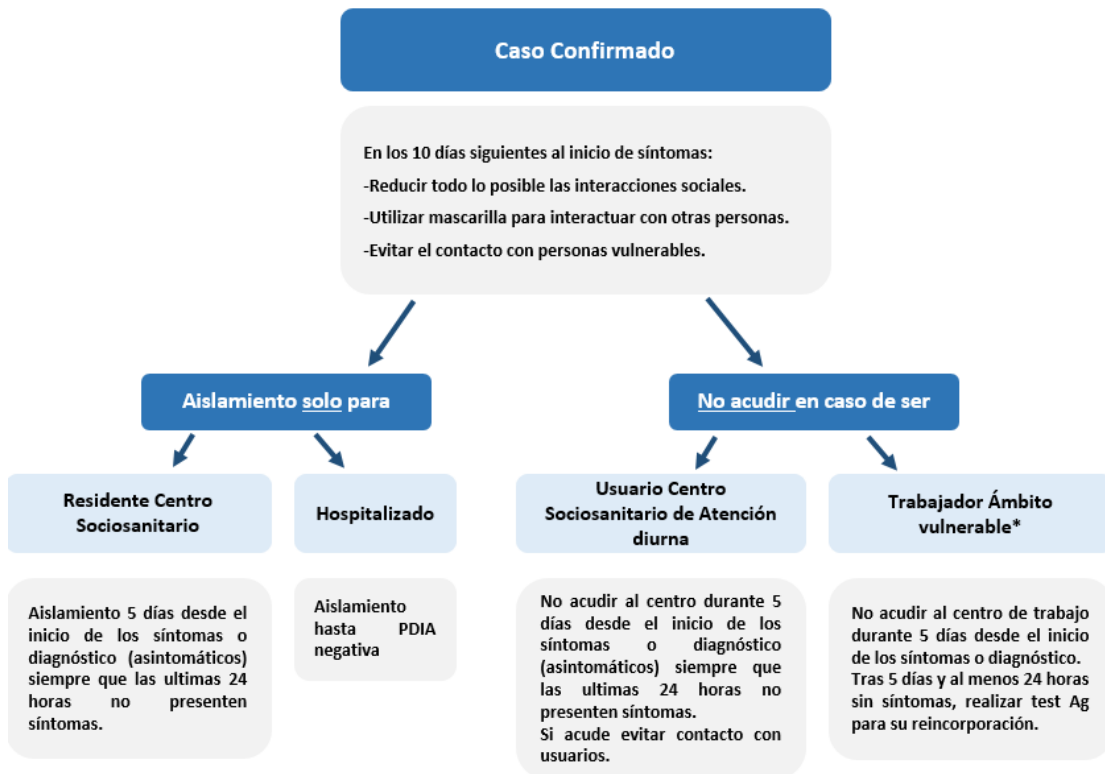 Caso Confirmado
En los 10 días siguientes al inicio de síntomas:
-Reducir todo lo posible las interacciones sociales.
-Utilizar mascarilla para interactuar con otras personas.
-Evitar el contacto con personas vulnerables.
Aislamiento solo para
No acudir en caso de ser
Residente Centro
Sociosanitario
Hospitalizado
Usuario Centro
Sociosanitario de Atención
diurna
Trabajador Ámbito
vulnerable*
Aislamiento 5 días desde el
inicio de los síntomas o
diagnóstico (asintomáticos)
siempre que las ultimas 24
horas no presenten
síntomas.
Aislamiento
hasta PDIA
negativa
No acudir al centro durante 5
días desde el inicio de los
síntomas o diagnóstico
(asintomáticos) siempre que
las ultimas 24 horas no
presenten síntomas.
Si acude evitar contacto con
usuarios.
No acudir al centro de trabajo
durante 5 días desde el inicio
de los síntomas o diagnóstico.
Tras 5 días y al menos 24 horas
sin síntomas, realizar test Ag
para su reincorporación.